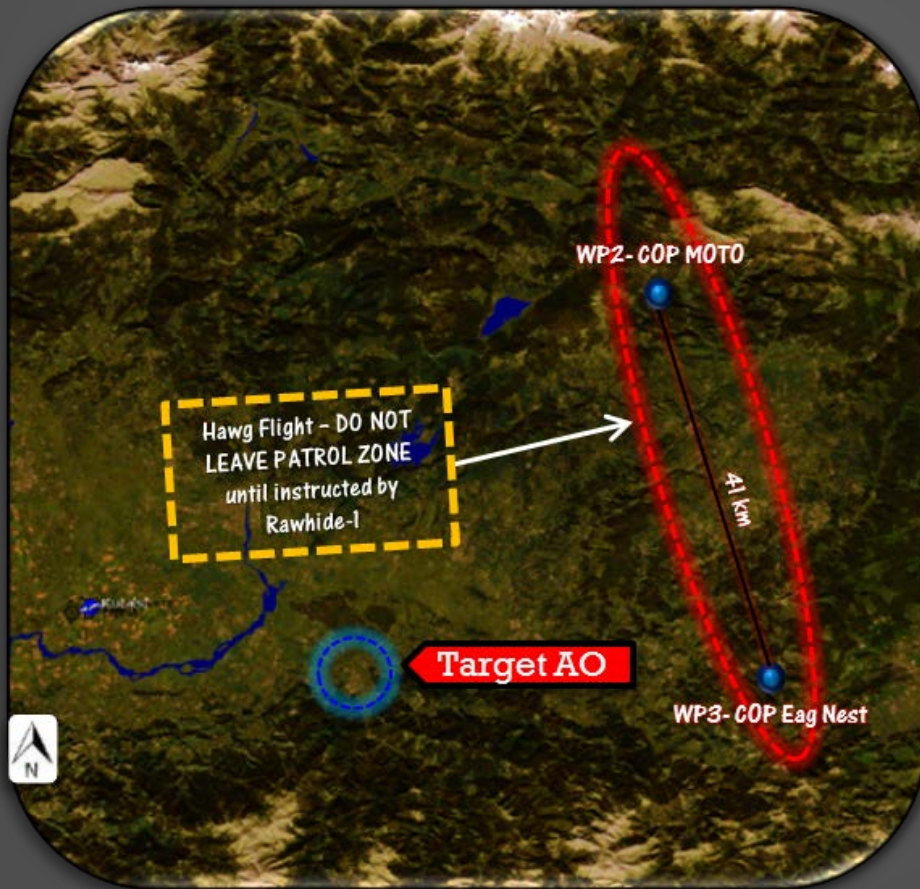 WP2- COP MOTO
Hawg Flight – DO NOT
LEAVE PATROL ZONE
until instructed by
Rawhide-1
41 km
Kutaisi
Target AO
WP3- COP Eag Nest
N